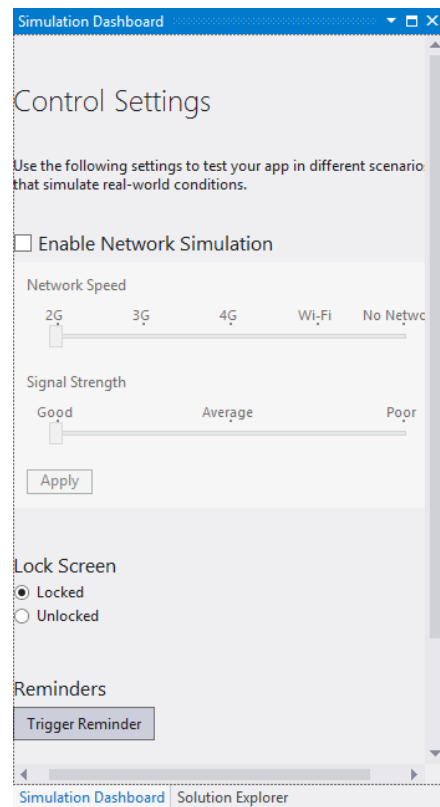 Simulation Dashboard
Control Settings
Use the following settings to test your app in different scenario
that simulate real-world conditions.
Enable Network Simulation
Network Speed
2G 3G 4G Wi-Fi No Netwo
Signal Strength
Good Average Poor
Apply
Lock Screen
Locked
Unlocked
Reminders
Trigger Reminder
Simulation Dashboard Solution Explorer